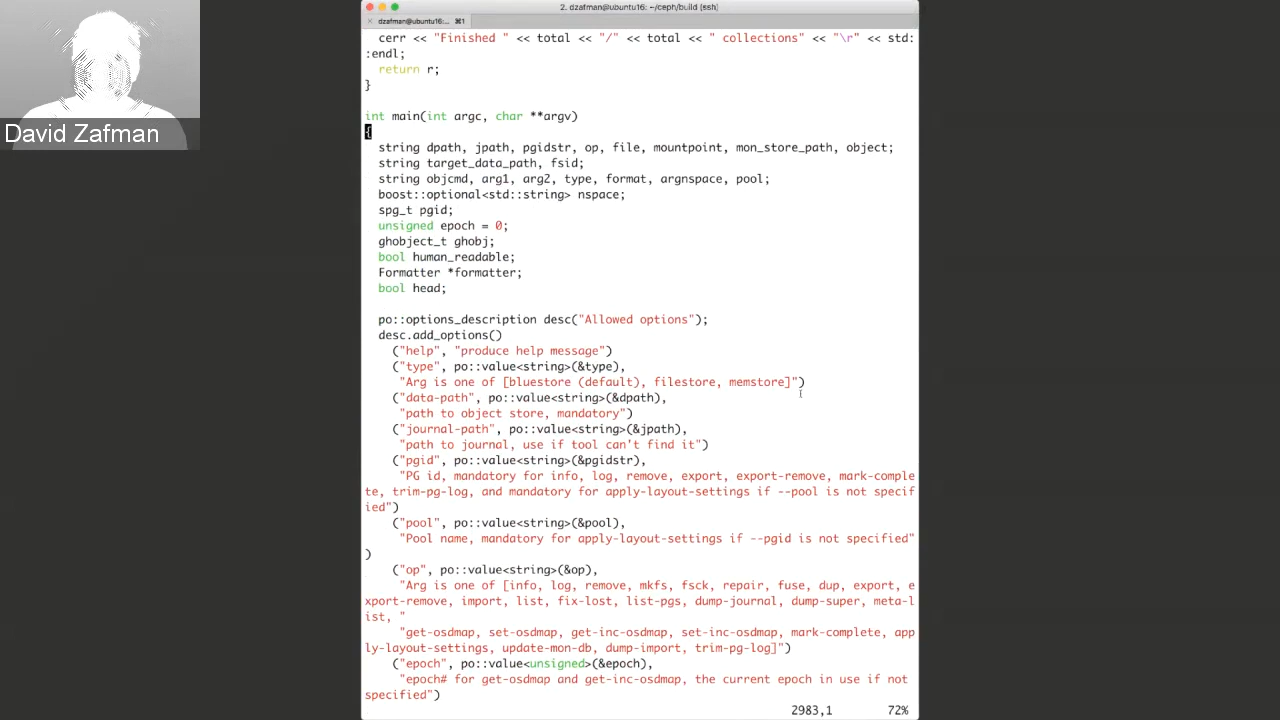 2. dzafman@ubuntu16: ~/ceph/build (ssh)
dzafman@ubuntu16:... ⌘1
David Zafman
cerr << "Finished " << total << "/" << total << " collections" << "\r" << std:
:endl;
return r;
}
int main(int argc, char **argv)
{
string dpath, jpath, pgidstr, op, file, mountpoint, mon_store_path, object;
string target_data_path, fsid;
string objcmd, arg1, arg2, type, format, argnspace, pool;
boost::optional<std::string> nspace;
spg_t pgid;
unsigned epoch = 0;
ghobject_t ghobj;
bool human_readable;
Formatter *formatter;
bool head;
po::options_description desc("Allowed options");
desc.add_options()
("help", "produce help message")
("type", po::value<string>(&type),
"Arg is one of [bluestore (default), filestore, memstore]")
("data-path", po::value<string>(&dpath),
"path to object store, mandatory")
("journal-path", po::value<string>(&jpath),
"path to journal, use if tool can't find it")
("pgid", po::value<string>(&pgidstr),
"PG id, mandatory for info, log, remove, export, export-remove, mark-comple
te, trim-pg-log, and mandatory for apply-layout-settings if --pool is not specif
ied")
("pool", po::value<string>(&pool),
"Pool name, mandatory for apply-layout-settings if --pgid is not specified"
)
("op", po::value<string>(&op),
"Arg is one of [info, log, remove, mkfs, fsck, repair, fuse, dup, export, e
xport-remove, import, list, fix-lost, list-pgs, dump-journal, dump-super, meta-l
ist, "
"get-osdmap, set-osdmap, get-inc-osdmap, set-inc-osdmap, mark-complete, app
ly-layout-settings, update-mon-db, dump-import, trim-pg-log]")
("epoch", po::value<unsigned>(&epoch),
"epoch# for get-osdmap and get-inc-osdmap, the current epoch in use if not
specified")
2983,1 72%